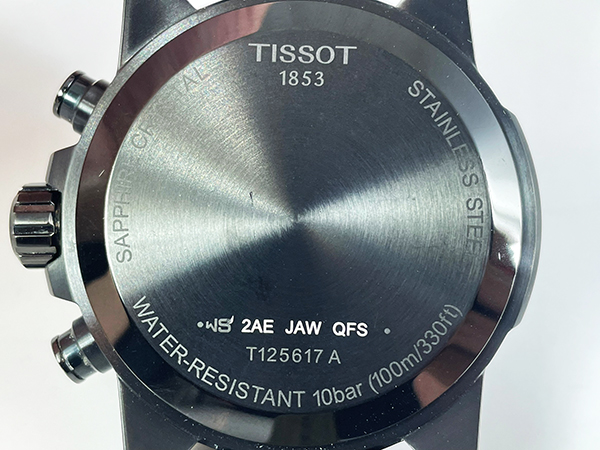 TISSOT
1853
SAPPHIRE CRYSTAL
STAINLESS STEEL
2AE JAW QFS
T125617 A
WATER-RESISTANT 10bar (100m/330ft)